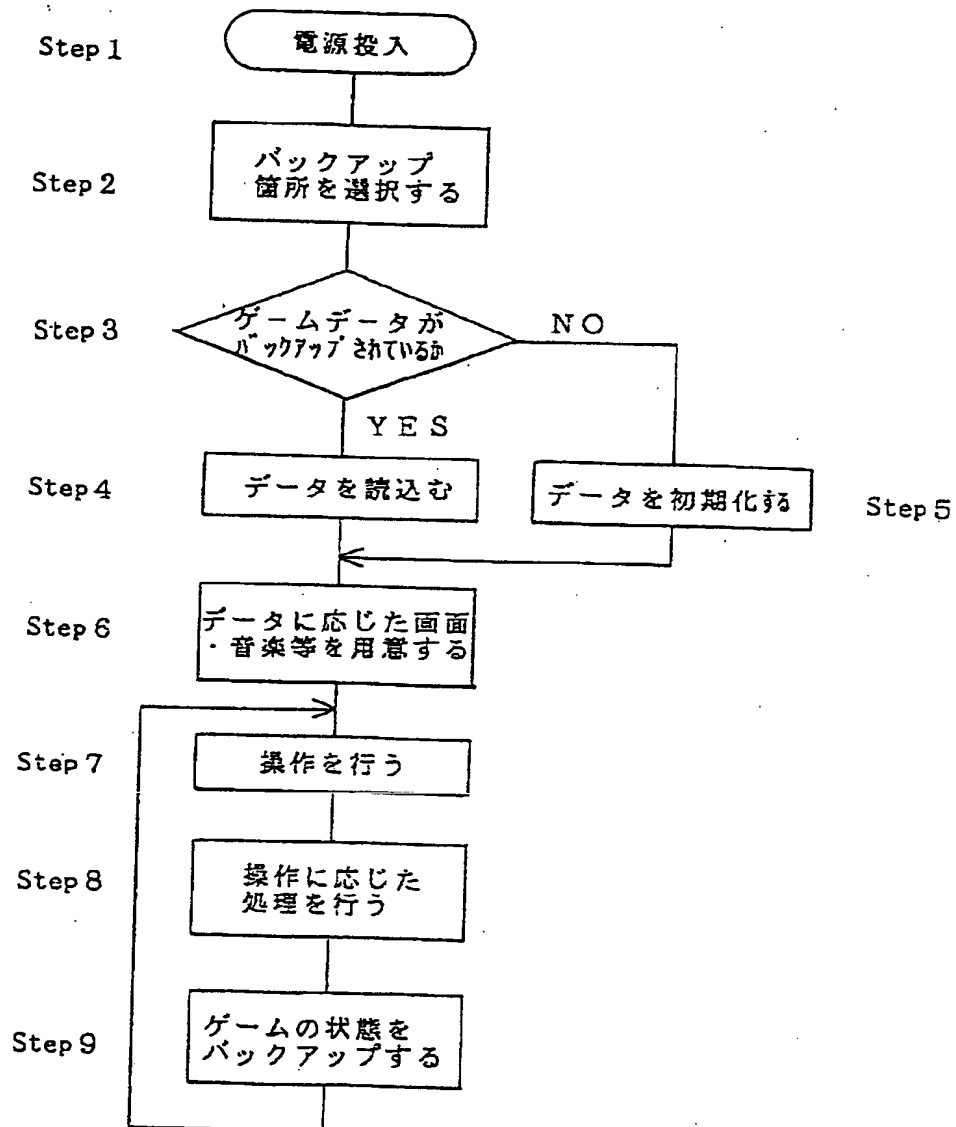 Step 1
電源投入
Step 2
バックアップ
箇所を選択する
Step 3
ゲームデータが
バックアップされているか
NO
YES
Step 4
データを読込む
データを初期化する
Step 5
Step 6
データに応じた画面
・音楽等を用意する
Step 7
操作を行う
Step 8
操作に応じた
処理を行う
Step 9
ゲームの状態を
バックアップする